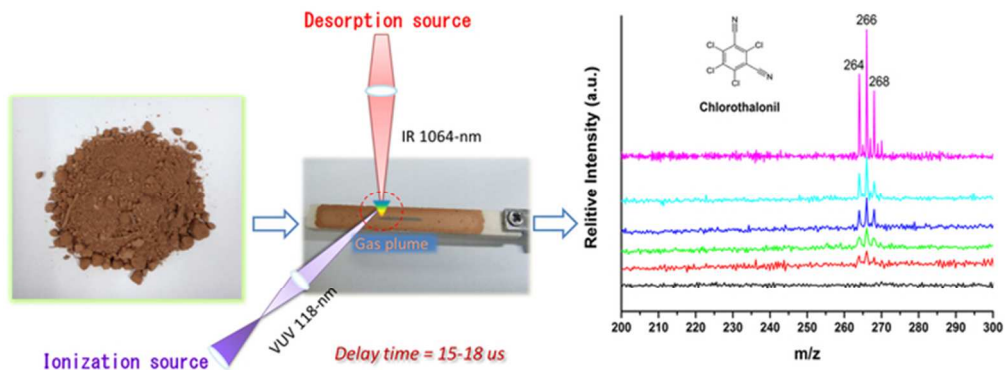 Desorption source
IR 1064-nm
Gas plume
VUV 118-nm
Ionization source
Delay time = 15-18 us
Relitive Intensity (a.u.)
N
Cl
Cl
Cl
N
Cl
Chlorothalonil
264
266
268
200
210
220
230
240
250
260
270
280
290
300
m/z